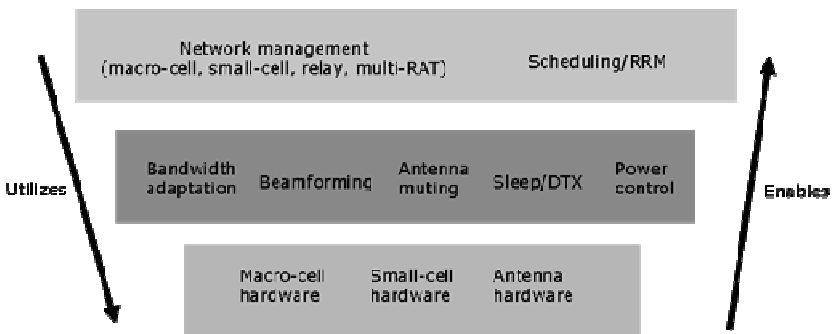 Network management
(macro-cell, small-cell, relay, multi-RAT)
Scheduling/RRM
Bandwidth
adaptation
Beamforming
Antenna
muting
Sleep/DTX
Power
control
Utilizes
Enables
Macro-cell
hardware
Small-cell
hardware
Antenna
hardware